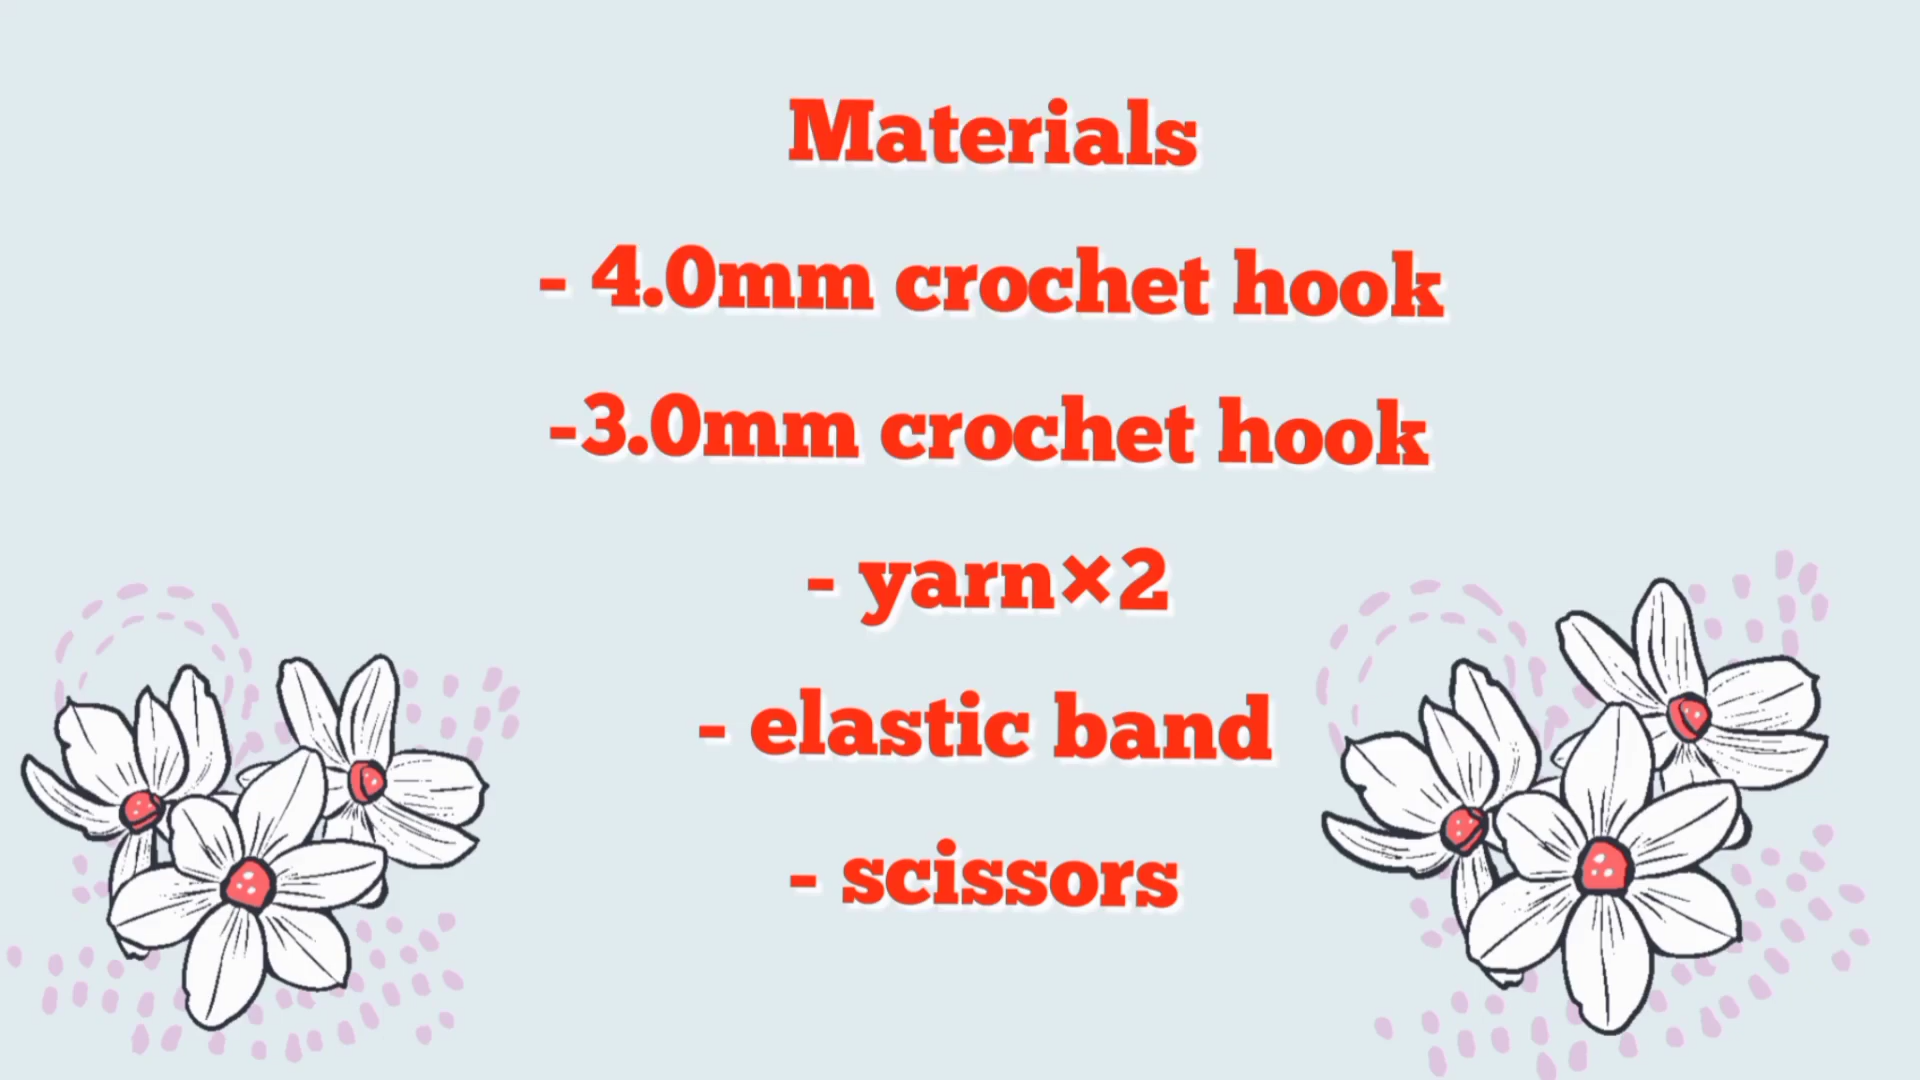 Materials
- 4.0mm crochet hook
-3.0mm crochet hook
- yarn×2
- elastic band
- scissors